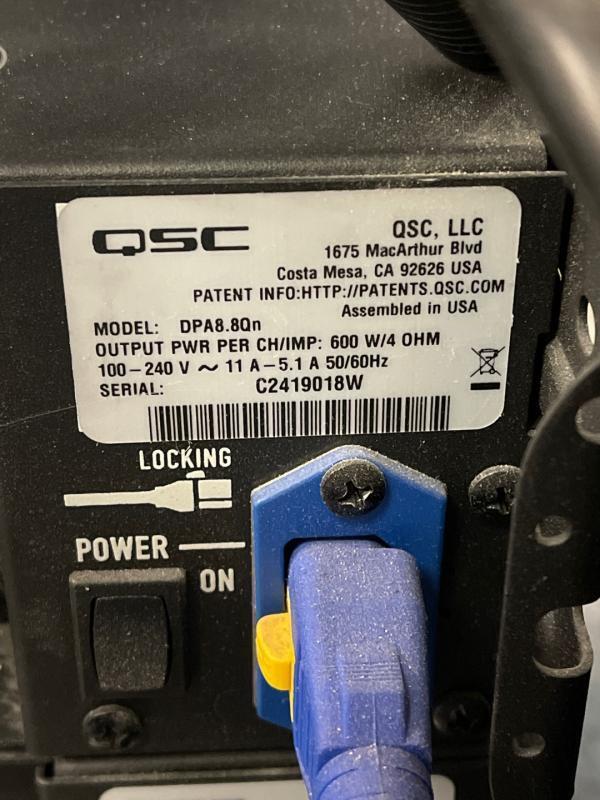 QSC
QSC, LLC
1675 MacArthur Blvd
Costa Mesa, CA 92626 USA
PATENT INFO:HTTP://PATENTS.QSC.COM
Assembled in USA
MODEL: DPA8.8Qn
OUTPUT PWR PER CH/IMP: 600 W/4 OHM
100-240 V ~ 11 A-5.1 A 50/60Hz
SERIAL: C2419018W
LOCKING
POWER
ON